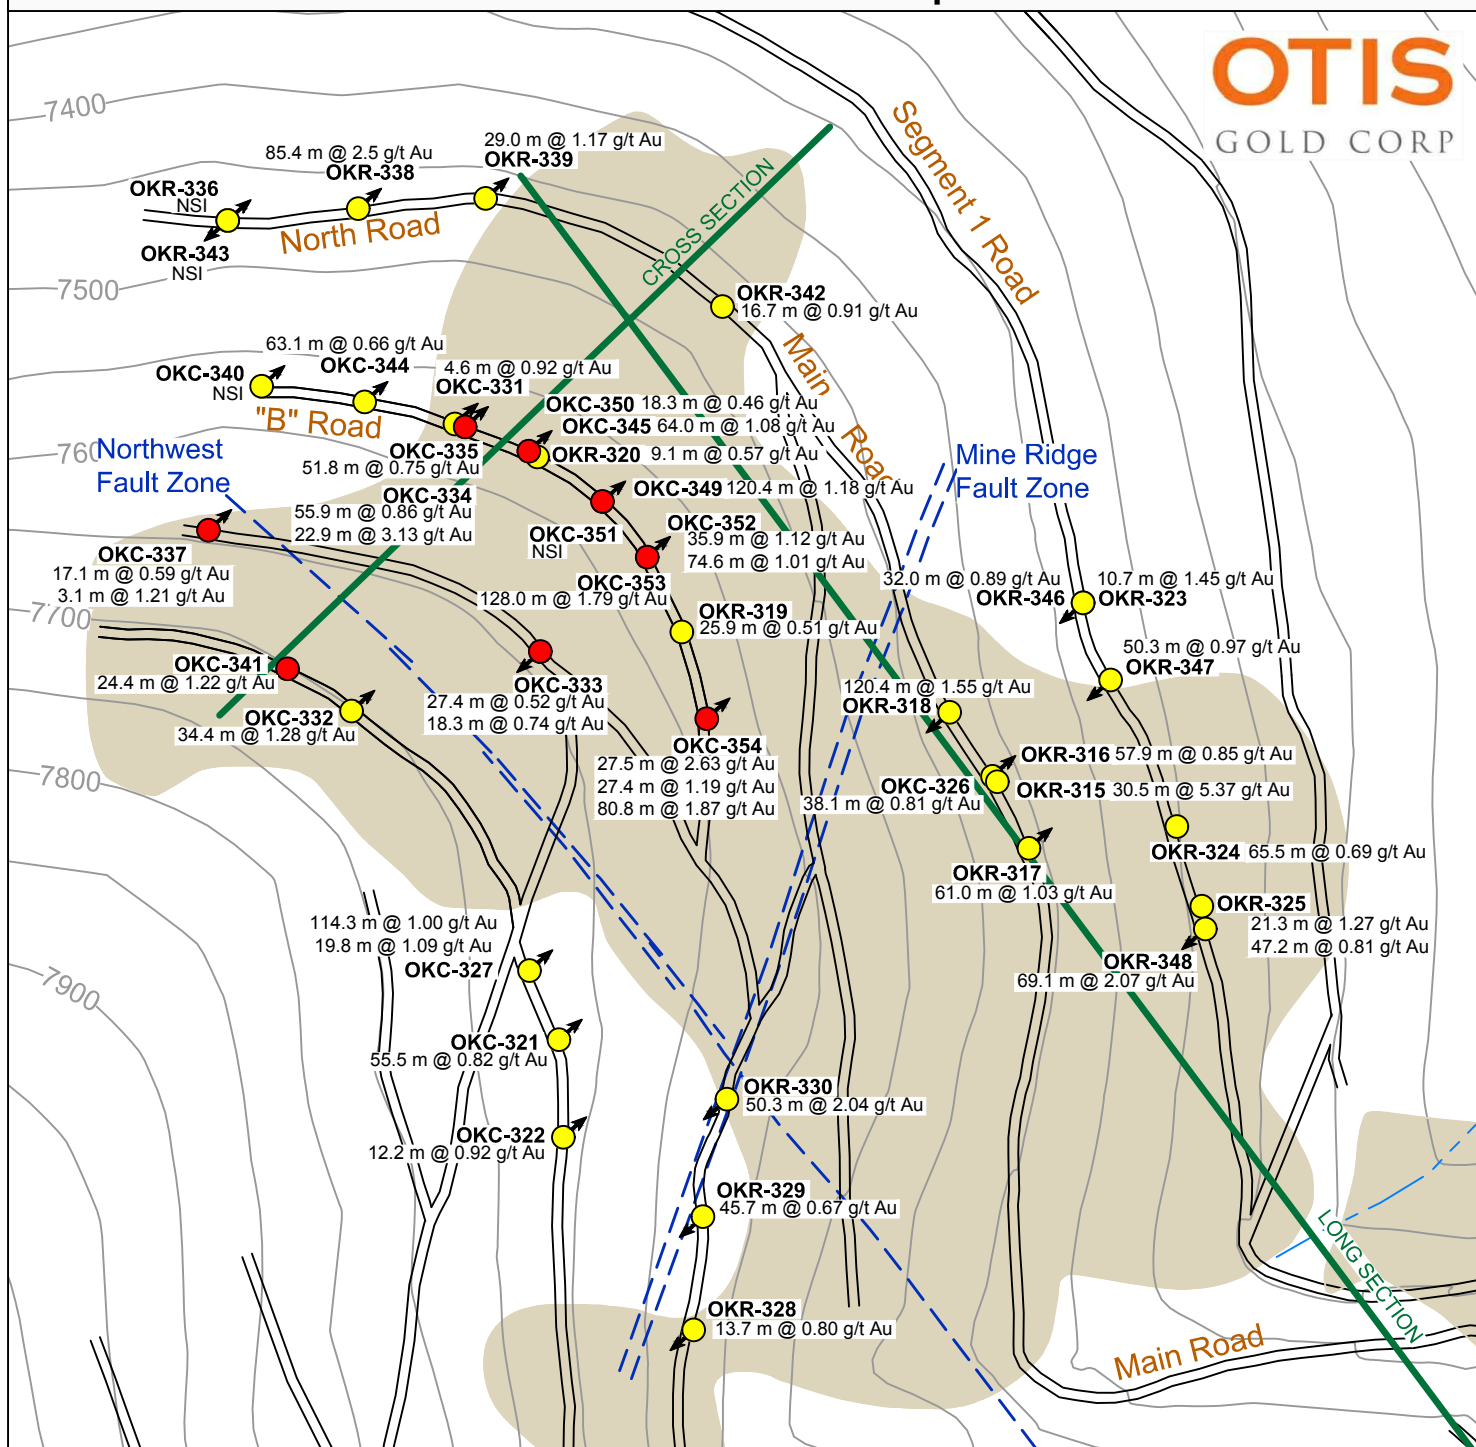 OTIS
GOLD CORP
7400
Segment 1 Road
29.0 m @ 1.17 g/t Au
OKR-339
85.4 m @ 2.5 g/t Au
OKR-338
OKR-336
NSI
North Road
OKR-343
NSI
CROSS SECTION
7500
OKR-342
16.7 m @ 0.91 g/t Au
63.1 m @ 0.66 g/t Au
OKC-344
OKC-340
NSI
4.6 m @ 0.92 g/t Au
OKC-331
Main Road
"B" Road
OKC-350 18.3 m @ 0.46 g/t Au
OKC-345 64.0 m @ 1.08 g/t Au
OKR-320 9.1 m @ 0.57 g/t Au
OKC-335
51.8 m @ 0.75 g/t Au
Northwest
Fault Zone
Mine Ridge
Fault Zone
OKC-349 120.4 m @ 1.18 g/t Au
OKC-334
55.9 m @ 0.86 g/t Au
22.9 m @ 3.13 g/t Au
OKC-351
NSI
OKC-352
35.9 m @ 1.12 g/t Au
74.6 m @ 1.01 g/t Au
OKC-337
17.1 m @ 0.59 g/t Au
3.1 m @ 1.21 g/t Au
OKC-353
128.0 m @ 1.79 g/t Au
32.0 m @ 0.89 g/t Au
OKR-346
10.7 m @ 1.45 g/t Au
OKR-323
7700
OKR-319
25.9 m @ 0.51 g/t Au
50.3 m @ 0.97 g/t Au
OKR-347
OKC-341
24.4 m @ 1.22 g/t Au
OKC-333
27.4 m @ 0.52 g/t Au
18.3 m @ 0.74 g/t Au
120.4 m @ 1.55 g/t Au
OKR-318
OKC-332
34.4 m @ 1.28 g/t Au
OKC-354
27.5 m @ 2.63 g/t Au
27.4 m @ 1.19 g/t Au
80.8 m @ 1.87 g/t Au
OKR-316 57.9 m @ 0.85 g/t Au
7800
OKC-326
38.1 m @ 0.81 g/t Au
OKR-315 30.5 m @ 5.37 g/t Au
OKR-324 65.5 m @ 0.69 g/t Au
OKR-317
61.0 m @ 1.03 g/t Au
OKR-325
21.3 m @ 1.27 g/t Au
47.2 m @ 0.81 g/t Au
114.3 m @ 1.00 g/t Au
19.8 m @ 1.09 g/t Au
OKC-327
OKR-348
69.1 m @ 2.07 g/t Au
7900
OKC-321
55.5 m @ 0.82 g/t Au
OKR-330
50.3 m @ 2.04 g/t Au
OKC-322
12.2 m @ 0.92 g/t Au
OKR-329
45.7 m @ 0.67 g/t Au
LONG SECTION
OKR-328
13.7 m @ 0.80 g/t Au
Main Road